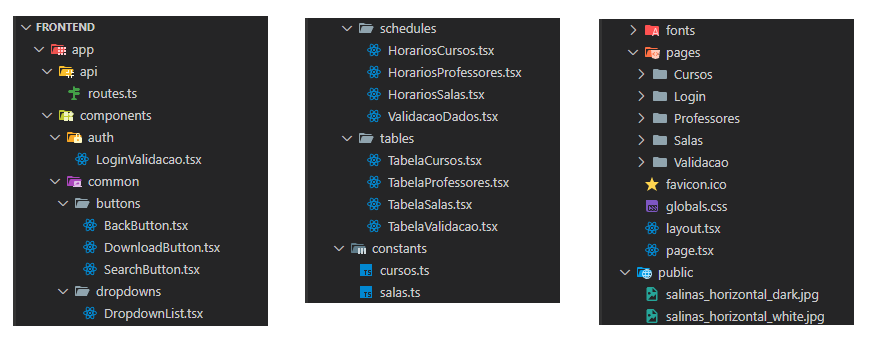 FRONTEND
app
api
routes.ts
components
auth
LoginValidacao.tsx
common
buttons
BackButton.tsx
DownloadButton.tsx
SearchButton.tsx
dropdowns
DropdownList.tsx
schedules
HorariosCursos.tsx
HorariosProfessores.tsx
HorariosSalas.tsx
ValidacaoDados.tsx
tables
TabelaCursos.tsx
TabelaProfessores.tsx
TabelaSalas.tsx
TabelaValidacao.tsx
constants
cursos.ts
salas.ts
fonts
pages
Cursos
Login
Professores
Salas
Validacao
favicon.ico
globals.css
layout.tsx
page.tsx
public
salinas_horizontal_dark.jpg
salinas_horizontal_white.jpg